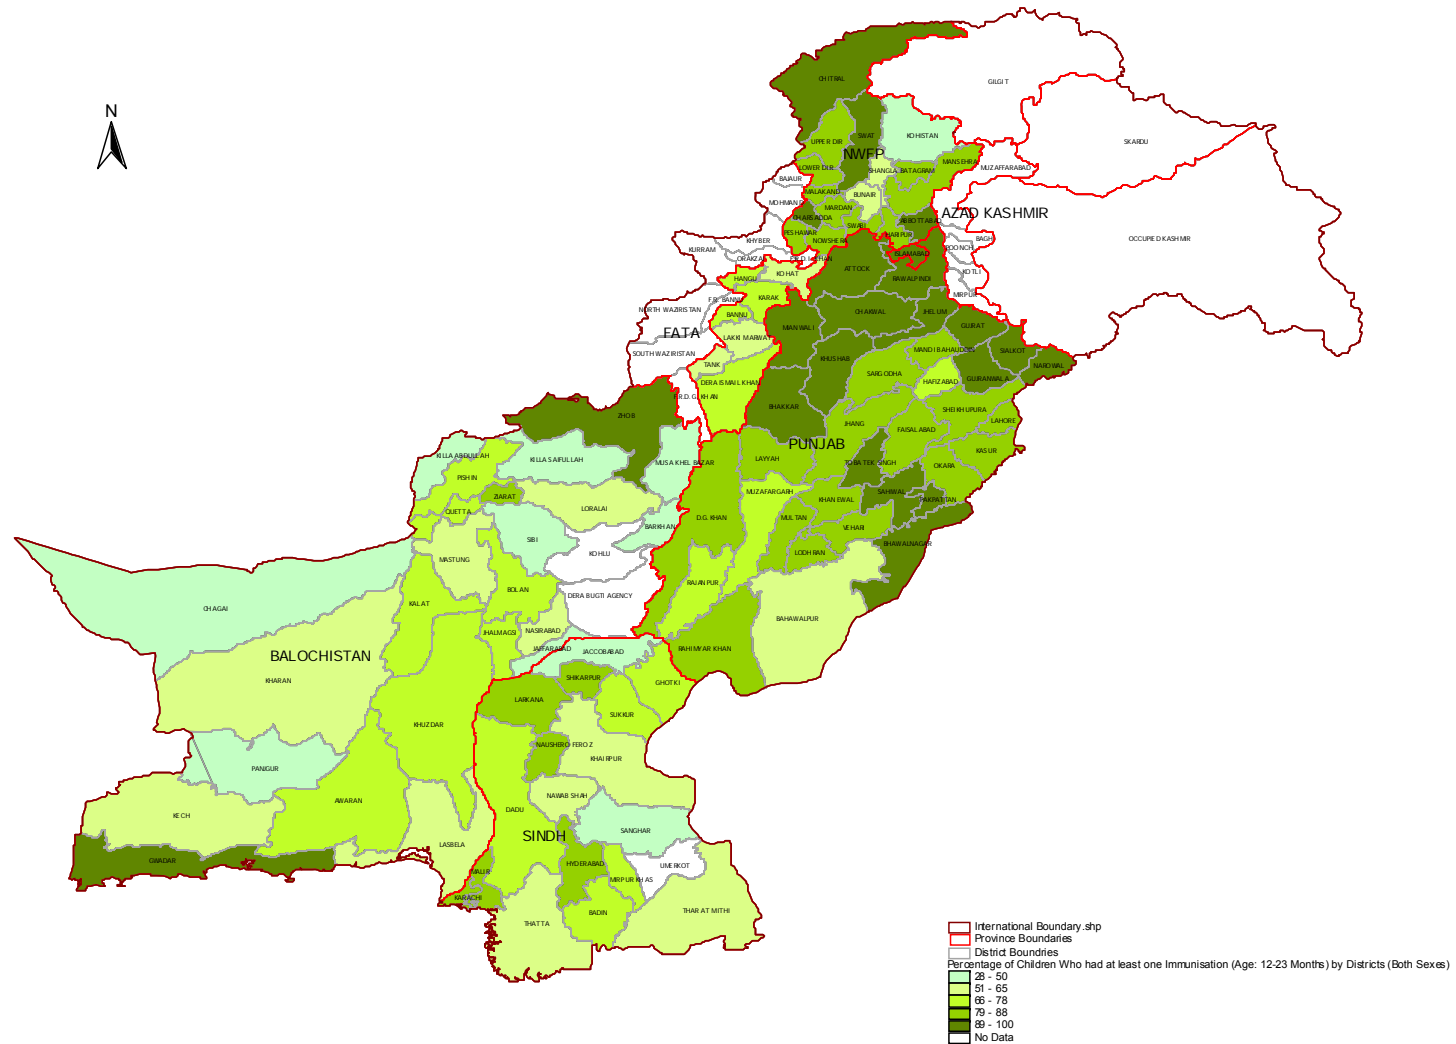 N
CHITRAL
GILGIT
SKARDU
UPPER DIR
SWAT
KOHISTAN
NWFP
LOWER DIR
SHANGLA
BATAGRAM
MANSEHRA
MUZAFFARABAD
BAJAUR
MALAKAND
BUNAIR
MOHMAND
MARDAN
CHARSADDA
SWABI
ABBOTTABAD
AZAD KASHMIR
PESHAWAR
NOWSHERA
HARIPUR
POONCH
BAGH
OCCUPIED KASHMIR
KHYBER
KURRAM
ORAKZAI
ISLAMABAD
KOTLI
HANGU
KOHAT
ATTOCK
RAWALPINDI
MIRPUR
F.R. BANNU
KARAK
NORTH WAZIRISTAN
BANNU
CHAKWAL
JHELUM
FATA
LAKKI MARWAT
MIANWALI
GUJRAT
SOUTH WAZIRISTAN
TANK
KHUSHAB
MANDI BAHAUDDIN
SIALKOT
NAROWAL
DERA ISMAIL KHAN
SARGODHA
HAFIZABAD
GUJRANWALA
F.R.D.G. KHAN
BHAKKAR
SHEIKHUPURA
ZHOB
JHANG
FAISALABAD
LAHORE
PUNJAB
KILLA ABDULLAH
KILLA SAIFULLAH
MUSA KHEL BAZAR
LAYYAH
TOBA TEK SINGH
OKARA
KASUR
PISHIN
ZIARAT
MUZAFARGARH
KHANEWAL
SAHIWAL
PAKPATTAN
QUETTA
LORALAI
D.G. KHAN
MULTAN
VEHARI
BARKHAN
SIBI
KOHLU
LODHRAN
BHAWALNAGAR
MASTUNG
RAJANPUR
BOLAN
DERA BUGTI AGENCY
CHAGAI
KALAT
BAHAWALPUR
JHALMAGSI
NASIRABAD
JAFFARABAD
JACCOBABAD
RAHIMYAR KHAN
BALOCHISTAN
KHARAN
SHIKARPUR
GHOTKI
LARKANA
SUKKUR
KHUZDAR
NAUSHERO FEROZ
KHAIRPUR
PANJGUR
NAWAB SHAH
AWARAN
DADU
KECH
SINDH
SANGHAR
LASBELA
GWADAR
HYDERABAD
UMERKOT
MALIR
MIRPUR KHAS
KARACHI
BADIN
THAR AT MITHI
THATTA
International Boundary.shp
Province Boundaries
District Boundries
Percentage of Children Who had at least one Immunisation (Age: 12-23 Months) by Districts (Both Sexes)
28 - 50
51 - 65
66 - 78
79 - 88
89 - 100
No Data